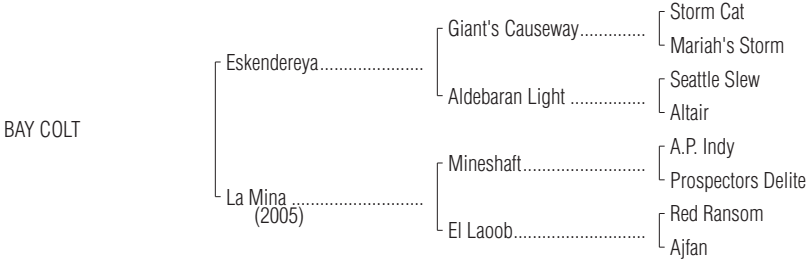 Storm Cat
Giant's Causeway..............
Mariah's Storm
Eskendereya......................
Seattle Slew
Aldebaran Light ................
Altair
BAY COLT
A.P. Indy
Mineshaft..........................
Prospectors Delite
La Mina ............................
(2005)
Red Ransom
El Laoob............................
Ajfan